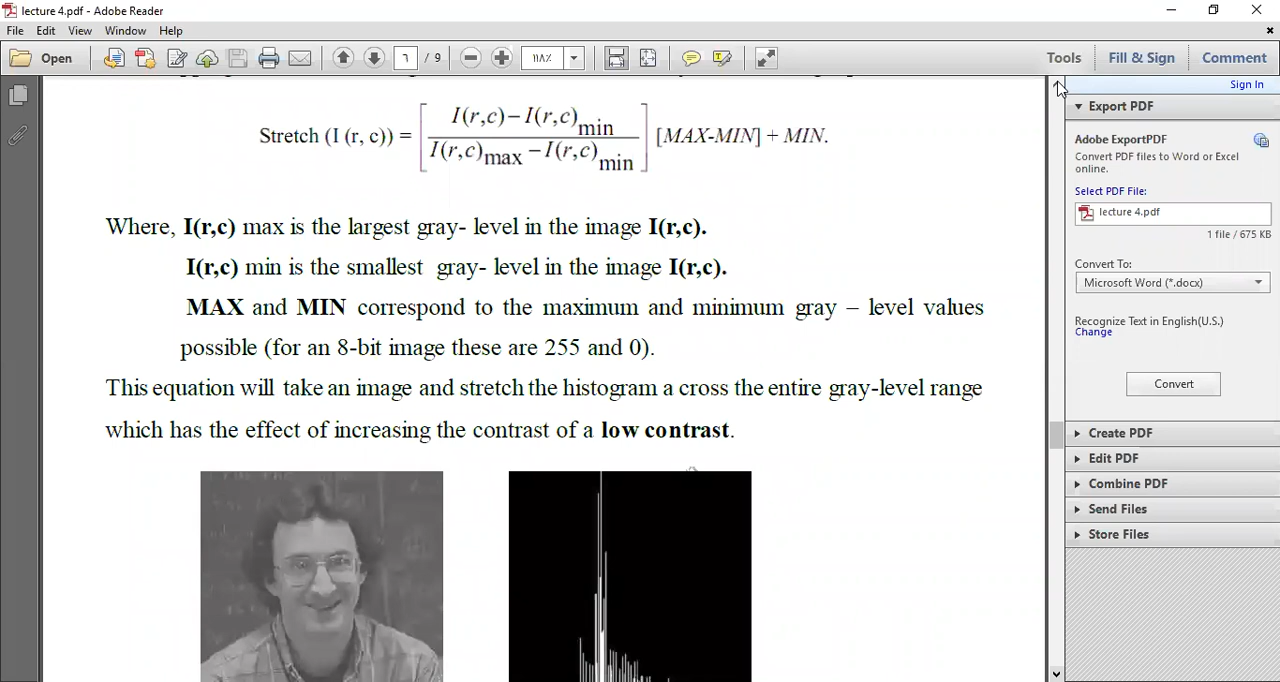 lecture 4.pdf - Adobe Reader
File Edit View Window Help
Open ٦ / 9 ١١٨٪ Tools Fill & Sign Comment
Stretch (I (r, c)) = [ I(r,c) – I(r,c)min / I(r,c)max – I(r,c)min ] [MAX-MIN] + MIN.
Where, I(r,c) max is the largest gray- level in the image I(r,c).
I(r,c) min is the smallest gray- level in the image I(r,c).
MAX and MIN correspond to the maximum and minimum gray – level values
possible (for an 8-bit image these are 255 and 0).
This equation will take an image and stretch the histogram a cross the entire gray-level range
which has the effect of increasing the contrast of a low contrast.
Sign In
Export PDF
Adobe ExportPDF
Convert PDF files to Word or Excel
online.
Select PDF File:
lecture 4.pdf
1 file / 675 KB
Convert To:
Microsoft Word (*.docx)
Recognize Text in English(U.S.)
Change
Convert
Create PDF
Edit PDF
Combine PDF
Send Files
Store Files